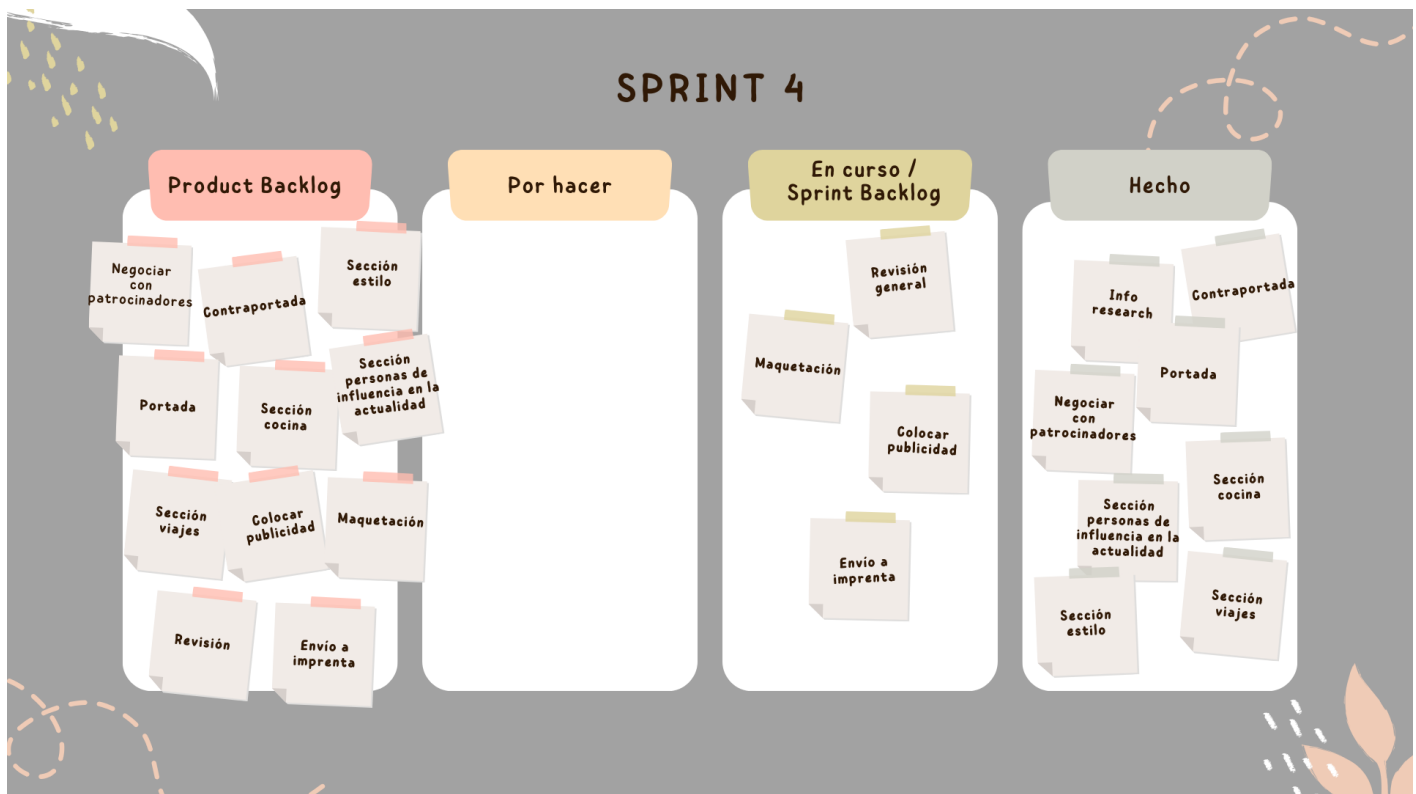 SPRINT 4
Product Backlog
Negociar
con
patrocinadores
Contraportada
Sección
estilo
Portada
Sección
cocina
Sección
personas de
influencia en la
actualidad
Sección
viajes
Colocar
publicidad
Maquetación
Revisión
Envío a
imprenta
Por hacer
En curso /
Sprint Backlog
Revisión
general
Maquetación
Colocar
publicidad
Envío a
imprenta
Hecho
Info
research
Contraportada
Portada
Negociar
con
patrocinadores
Sección
cocina
Sección
personas de
influencia en la
actualidad
Sección
estilo
Sección
viajes